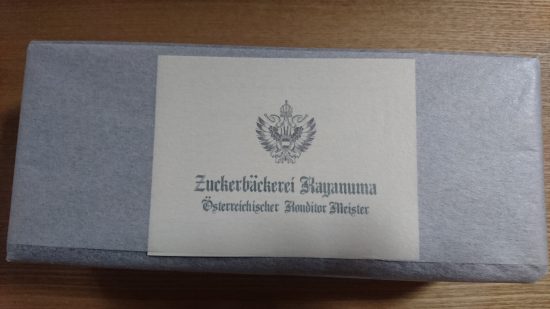 Zuckerbäckerei Kayanuma
Österreichischer Konditor Meister